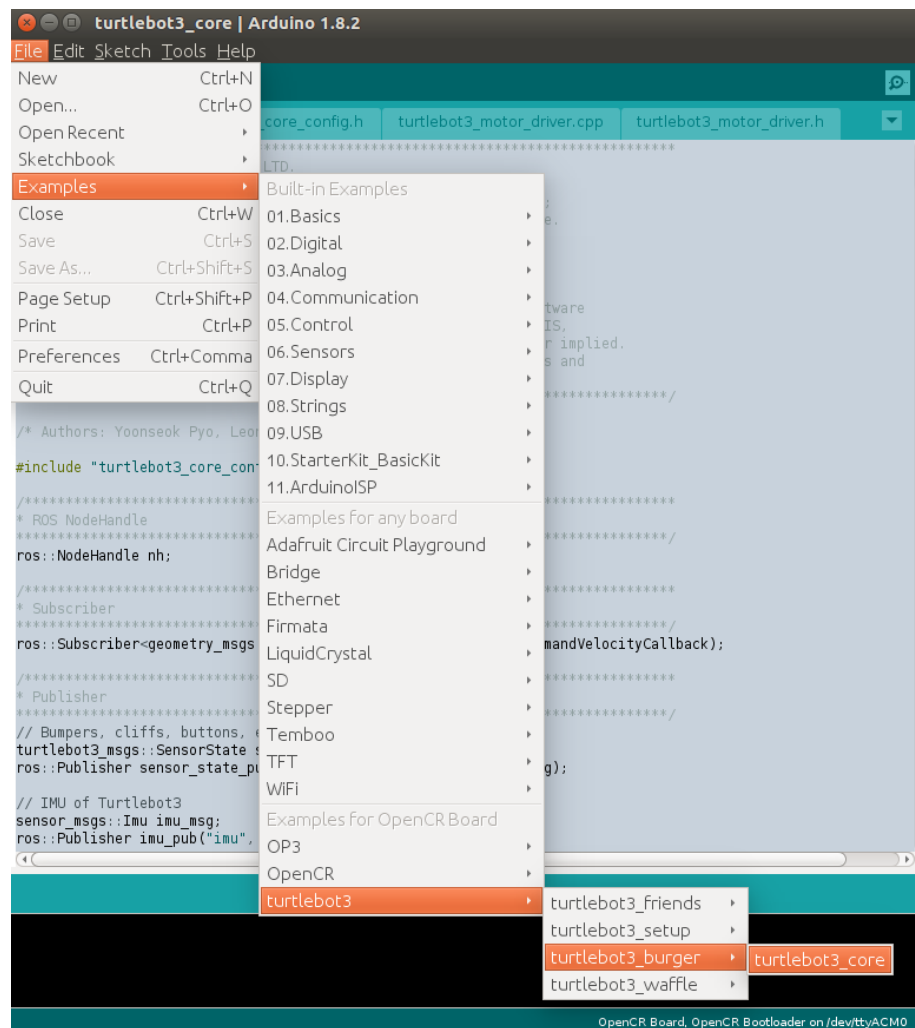 turtlebot3_core | Arduino 1.8.2
File Edit Sketch Tools Help
New Ctrl+N
Open... Ctrl+O
Open Recent
Sketchbook
Examples
Close Ctrl+W
Save Ctrl+S
Save As... Ctrl+Shift+S
Page Setup Ctrl+Shift+P
Print Ctrl+P
Preferences Ctrl+Comma
Quit Ctrl+Q
core_config.h turtlebot3_motor_driver.cpp turtlebot3_motor_driver.h
*************************************************
LTD.
;
e.
tware
IS,
r implied.
s and
****************/
Built-in Examples
01.Basics
02.Digital
03.Analog
04.Communication
05.Control
06.Sensors
07.Display
08.Strings
09.USB
10.StarterKit_BasicKit
11.ArduinoISP
Examples for any board
Adafruit Circuit Playground
Bridge
Ethernet
Firmata
LiquidCrystal
SD
Stepper
Temboo
TFT
WiFi
Examples for OpenCR Board
OP3
OpenCR
turtlebot3
turtlebot3_friends
turtlebot3_setup
turtlebot3_burger
turtlebot3_waffle
turtlebot3_core
/* Authors: Yoonseok Pyo, Leo
#include "turtlebot3_core_con
/*****************************
* ROS NodeHandle
******************************
ros::NodeHandle nh;
/*****************************
* Subscriber
******************************
ros::Subscriber<geometry_msgs mandVelocityCallback);
/*****************************
* Publisher
******************************
// Bumpers, cliffs, buttons,
turtlebot3_msgs::SensorState s
ros::Publisher sensor_state_pu g);
// IMU of Turtlebot3
sensor_msgs::Imu imu_msg;
ros::Publisher imu_pub("imu",
OpenCR Board, OpenCR Bootloader on /dev/ttyACM0